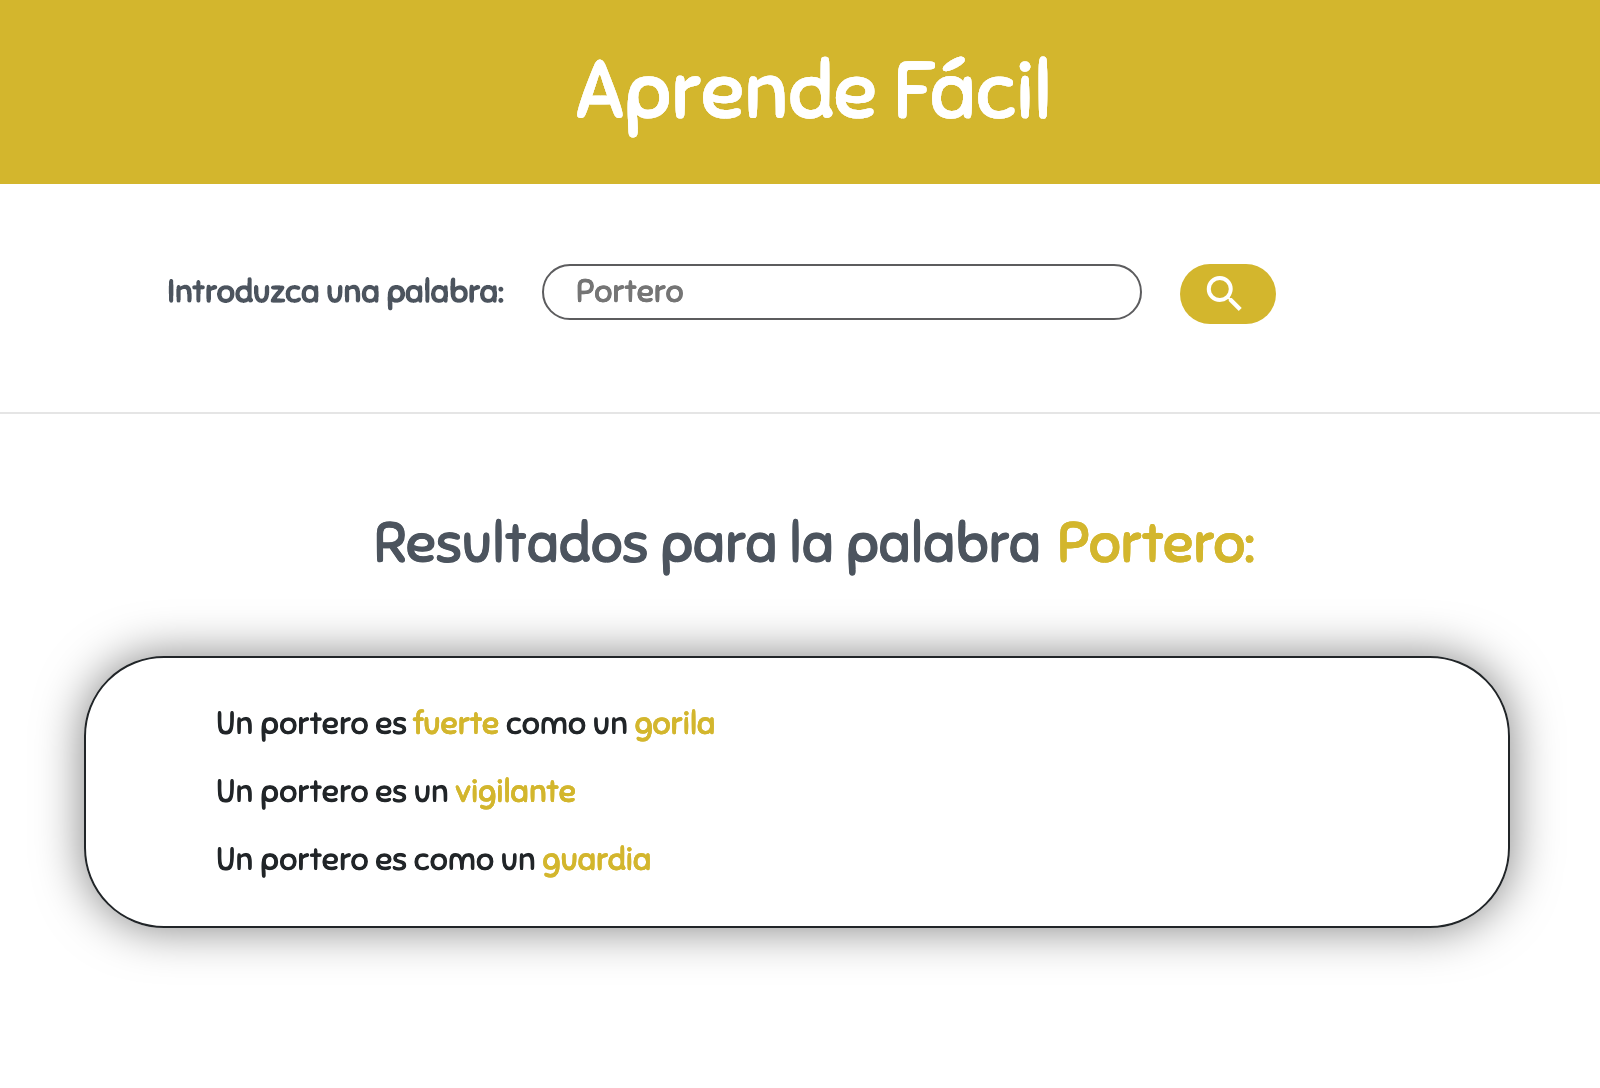 Aprende Fácil
Introduzca una palabra: Portero
Resultados para la palabra Portero:
Un portero es fuerte como un gorila
Un portero es un vigilante
Un portero es como un guardia